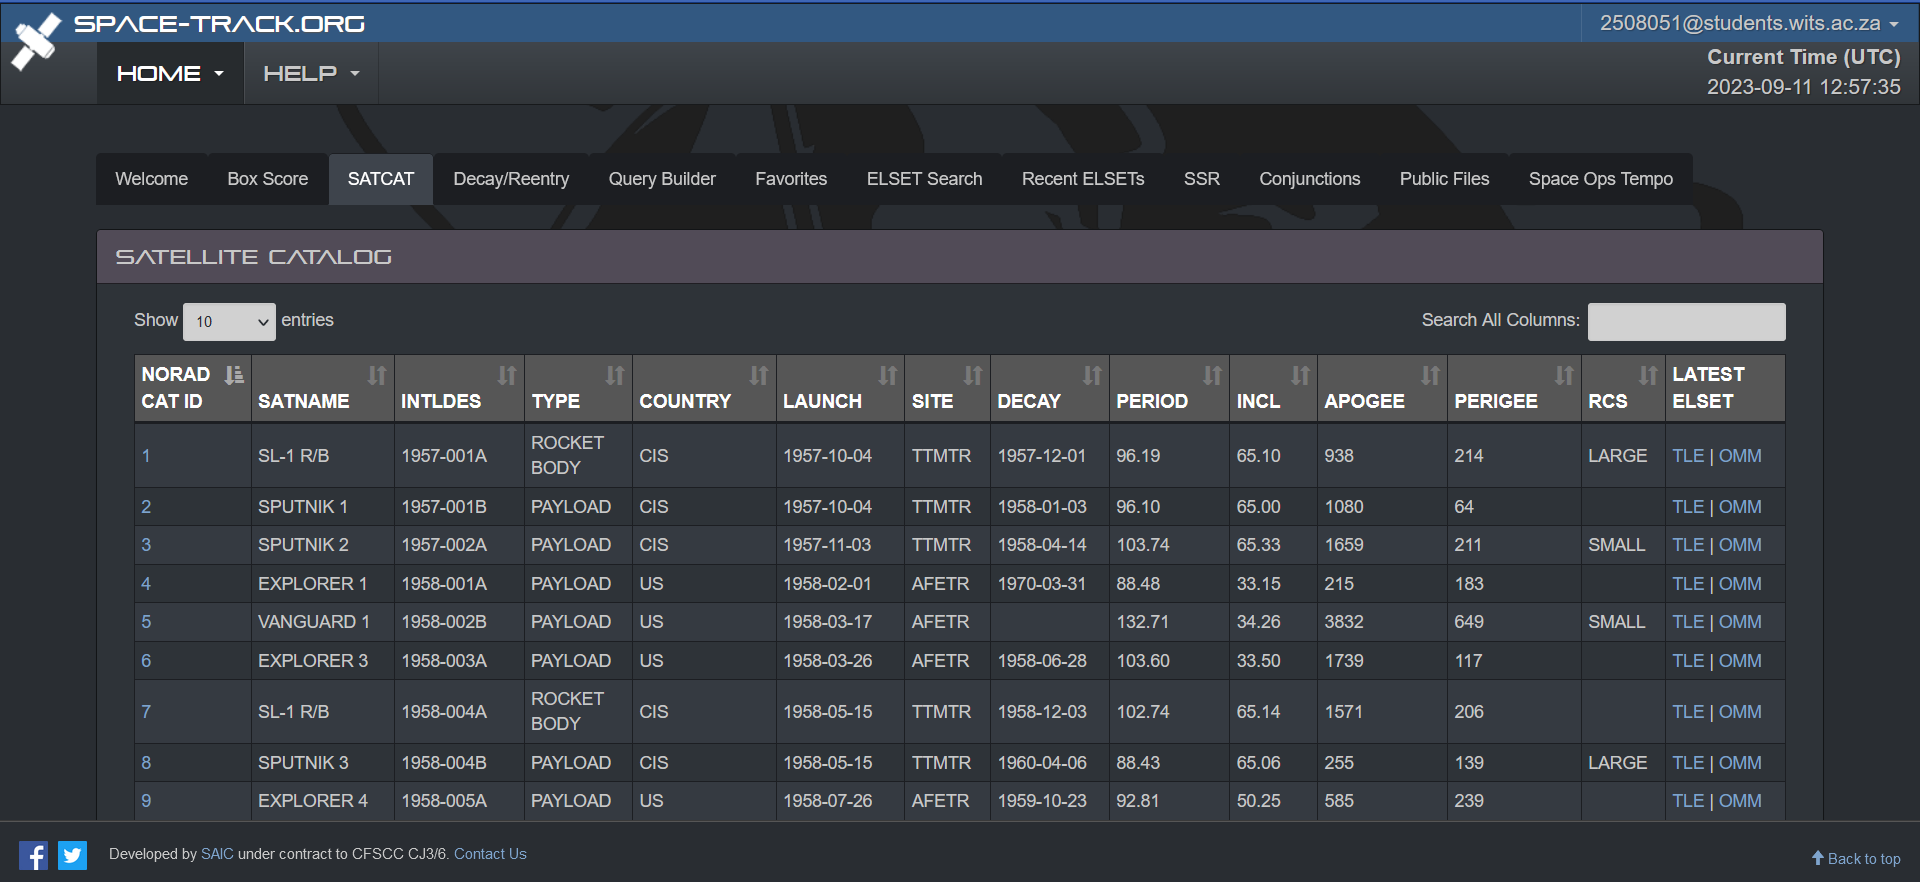 SPACE-TRACK.ORG
2508051@students.wits.ac.za
HOME HELP
Current Time (UTC)
2023-09-11 12:57:35
Welcome Box Score SATCAT Decay/Reentry Query Builder Favorites ELSET Search Recent ELSETs SSR Conjunctions Public Files Space Ops Tempo
SATELLITE CATALOG
Show 10 entries Search All Columns:
NORAD CAT ID SATNAME INTLDES TYPE COUNTRY LAUNCH SITE DECAY PERIOD INCL APOGEE PERIGEE RCS LATEST ELSET
1 SL-1 R/B 1957-001A ROCKET BODY CIS 1957-10-04 TTMTR 1957-12-01 96.19 65.10 938 214 LARGE TLE | OMM
2 SPUTNIK 1 1957-001B PAYLOAD CIS 1957-10-04 TTMTR 1958-01-03 96.10 65.00 1080 64 TLE | OMM
3 SPUTNIK 2 1957-002A PAYLOAD CIS 1957-11-03 TTMTR 1958-04-14 103.74 65.33 1659 211 SMALL TLE | OMM
4 EXPLORER 1 1958-001A PAYLOAD US 1958-02-01 AFETR 1970-03-31 88.48 33.15 215 183 TLE | OMM
5 VANGUARD 1 1958-002B PAYLOAD US 1958-03-17 AFETR 132.71 34.26 3832 649 SMALL TLE | OMM
6 EXPLORER 3 1958-003A PAYLOAD US 1958-03-26 AFETR 1958-06-28 103.60 33.50 1739 117 TLE | OMM
7 SL-1 R/B 1958-004A ROCKET BODY CIS 1958-05-15 TTMTR 1958-12-03 102.74 65.14 1571 206 TLE | OMM
8 SPUTNIK 3 1958-004B PAYLOAD CIS 1958-05-15 TTMTR 1960-04-06 88.43 65.06 255 139 LARGE TLE | OMM
9 EXPLORER 4 1958-005A PAYLOAD US 1958-07-26 AFETR 1959-10-23 92.81 50.25 585 239 TLE | OMM
Developed by SAIC under contract to CFSCC CJ3/6. Contact Us
Back to top